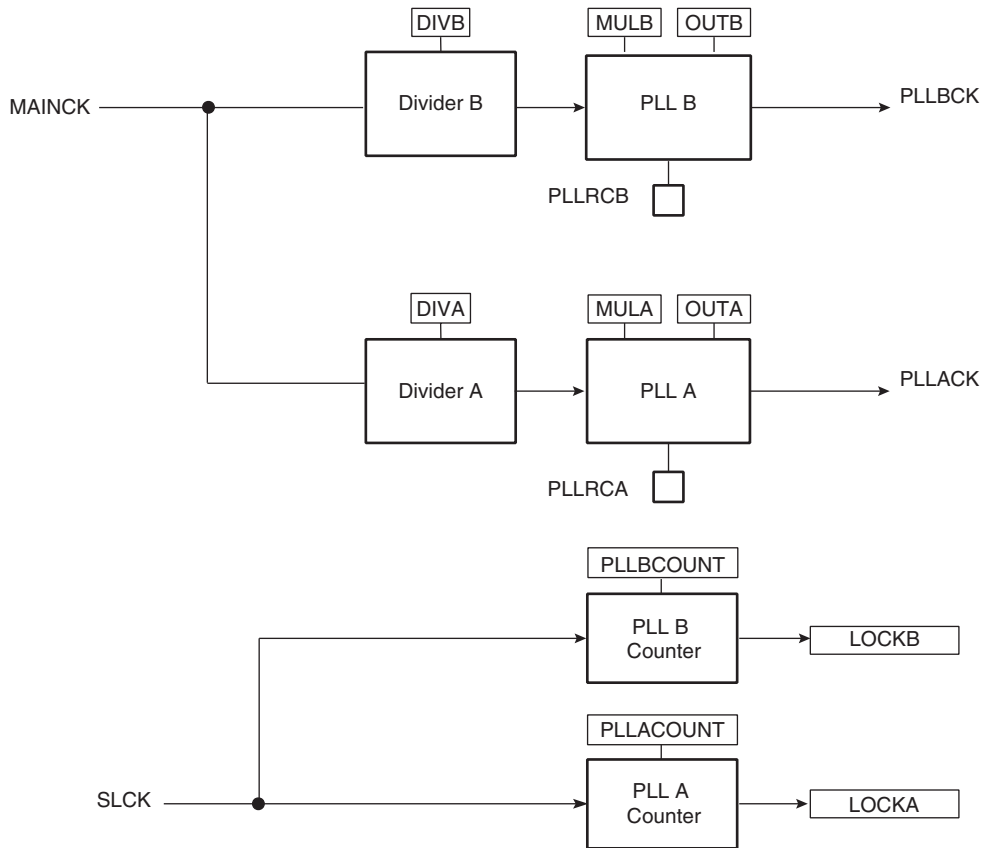 DIVB
MULB
OUTB
MAINCK
Divider B
PLL B
PLLBCK
PLLRCB
DIVA
MULA
OUTA
Divider A
PLL A
PLLACK
PLLRCA
PLLBCOUNT
PLL B
Counter
LOCKB
PLLACOUNT
SLCK
PLL A
Counter
LOCKA